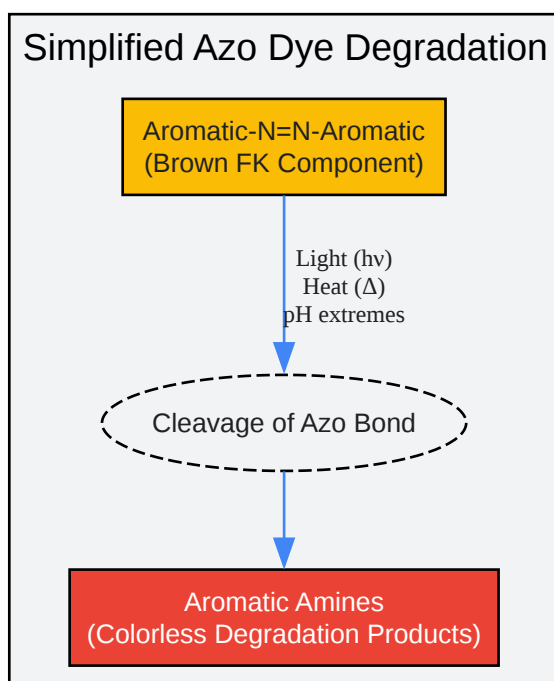 Simplified Azo Dye Degradation
Aromatic-N=N-Aromatic
(Brown FK Component)
Light (hν)
Heat (Δ)
pH extremes
Cleavage of Azo Bond
Aromatic Amines
(Colorless Degradation Products)